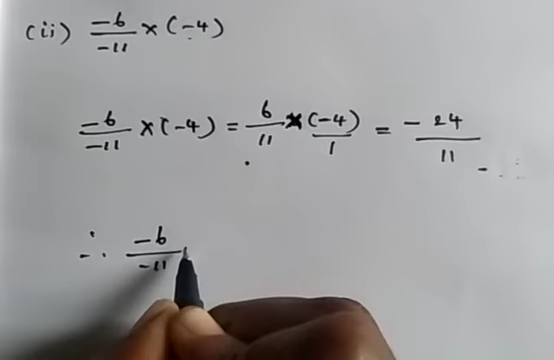 (ii) -6/-11 × (-4)
-6/-11 × (-4) = 6/11 × (-4)/1 = -24/11
∴ -6/-11